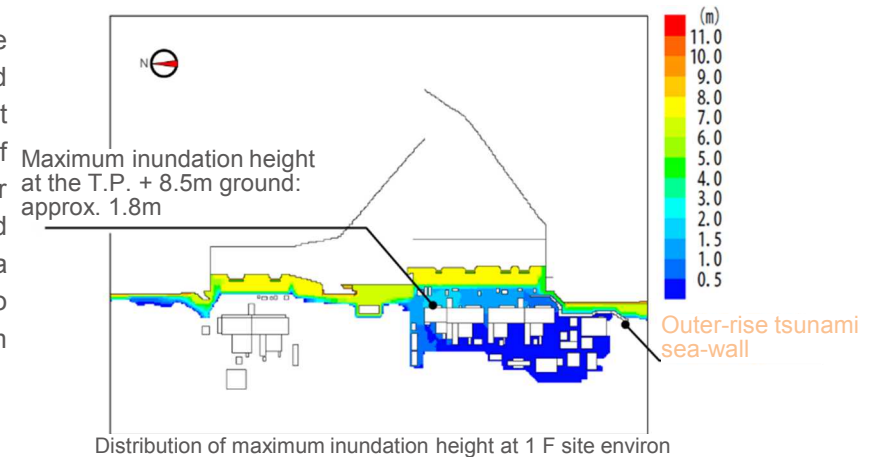 e
d
t
f
r
d
a
o
n
N
Maximum inundation height
at the T.P. + 8.5m ground:
approx. 1.8m
(m)
11.0
10.0
9.0
8.0
7.0
6.0
5.0
4.0
3.0
2.0
1.5
1.0
0.5
Outer-rise tsunami
sea-wall
Distribution of maximum inundation height at 1 F site environ